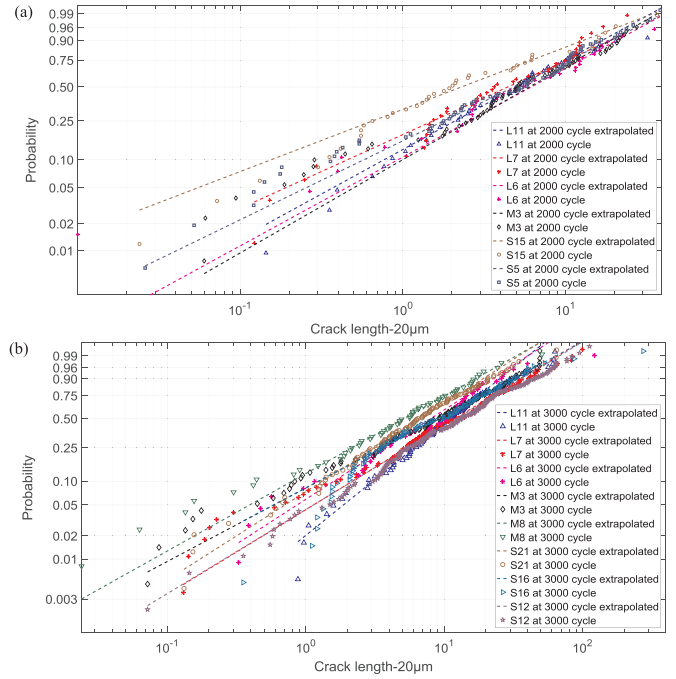 (a)
0.99
0.96
0.90
0.75
0.50
0.25
0.10
0.05
0.02
0.01
Probability
L11 at 2000 cycle extrapolated
L11 at 2000 cycle
L7 at 2000 cycle extrapolated
L7 at 2000 cycle
L6 at 2000 cycle extrapolated
L6 at 2000 cycle
M3 at 2000 cycle extrapolated
M3 at 2000 cycle
S15 at 2000 cycle extrapolated
S15 at 2000 cycle
S5 at 2000 cycle extrapolated
S5 at 2000 cycle
10⁻¹ 10⁰ 10¹
Crack length-20μm
(b)
0.99
0.96
0.90
0.75
0.50
0.25
0.10
0.05
0.02
0.01
0.003
Probability
L11 at 3000 cycle extrapolated
L11 at 3000 cycle
L7 at 3000 cycle extrapolated
L7 at 3000 cycle
L6 at 3000 cycle extrapolated
L6 at 3000 cycle
M3 at 3000 cycle extrapolated
M3 at 3000 cycle
M8 at 3000 cycle extrapolated
M8 at 3000 cycle
S21 at 3000 cycle extrapolated
S21 at 3000 cycle
S16 at 3000 cycle extrapolated
S16 at 3000 cycle
S12 at 3000 cycle extrapolated
S12 at 3000 cycle
10⁻¹ 10⁰ 10¹ 10²
Crack length-20μm